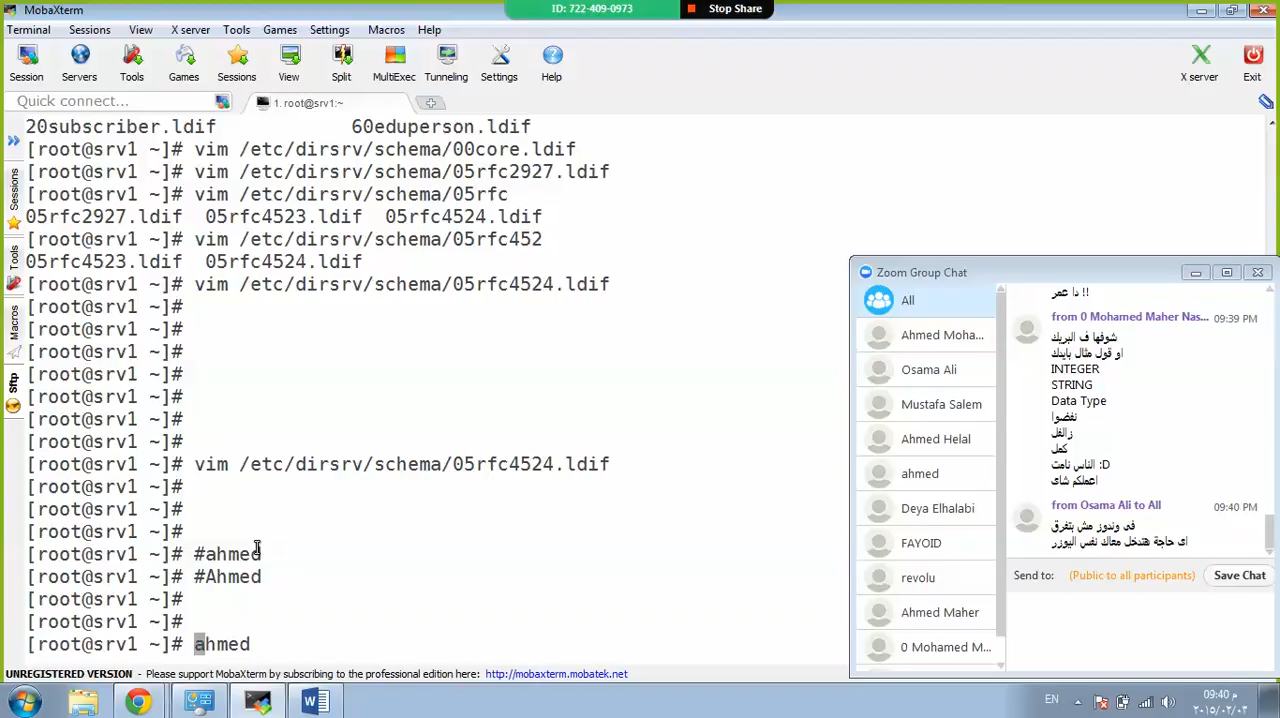 MobaXterm
ID: 722-409-0973
Stop Share
Terminal Sessions View X server Tools Games Settings Macros Help
Session Servers Tools Games Sessions View Split MultiExec Tunneling Settings Help X server Exit
Quick connect...
1. root@srv1:~
Sessions
Tools
Macros
Sftp
20subscriber.ldif 60eduperson.ldif
[root@srv1 ~]# vim /etc/dirsrv/schema/00core.ldif
[root@srv1 ~]# vim /etc/dirsrv/schema/05rfc2927.ldif
[root@srv1 ~]# vim /etc/dirsrv/schema/05rfc
05rfc2927.ldif 05rfc4523.ldif 05rfc4524.ldif
[root@srv1 ~]# vim /etc/dirsrv/schema/05rfc452
05rfc4523.ldif 05rfc4524.ldif
[root@srv1 ~]# vim /etc/dirsrv/schema/05rfc4524.ldif
[root@srv1 ~]#
[root@srv1 ~]#
[root@srv1 ~]#
[root@srv1 ~]#
[root@srv1 ~]#
[root@srv1 ~]#
[root@srv1 ~]#
[root@srv1 ~]# vim /etc/dirsrv/schema/05rfc4524.ldif
[root@srv1 ~]#
[root@srv1 ~]#
[root@srv1 ~]#
[root@srv1 ~]# #ahmed
[root@srv1 ~]# #Ahmed
[root@srv1 ~]#
[root@srv1 ~]#
[root@srv1 ~]# ahmed
Zoom Group Chat
All
Ahmed Moha...
Osama Ali
Mustafa Salem
Ahmed Helal
ahmed
Deya Elhalabi
FAYOID
revolu
Ahmed Maher
0 Mohamed M...
دا عمر !!
from 0 Mohamed Maher Nas... 09:39 PM
شوفها ف البريك
او قول مثال بايدك
INTEGER
STRING
Data Type
نفضوا
زالفل
كمل
الناس نامت :D
اعملكم شاى
from Osama Ali to All 09:40 PM
فى وندوز مش بتفرق
اى حاجة هتدخل معاك نفس اليوزر
Send to: (Public to all participants) Save Chat
UNREGISTERED VERSION - Please support MobaXterm by subscribing to the professional edition here: http://mobaxterm.mobatek.net
EN
09:40 م
٢٠١٥/٠٢/٠٣